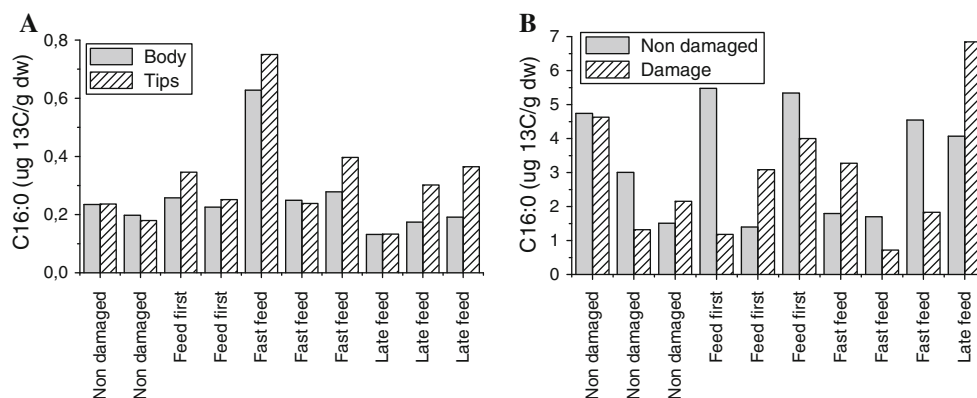 A
C16:0 (ug 13C/g dw)
0,8
0,6
0,4
0,2
0,0
Body
Tips
Non damaged
Non damaged
Feed first
Feed first
Fast feed
Fast feed
Fast feed
Late feed
Late feed
Late feed
B
C16:0 (ug 13C/g dw)
7
6
5
4
3
2
1
0
Non damaged
Damage
Non damaged
Non damaged
Non damaged
Feed first
Feed first
Feed first
Fast feed
Fast feed
Fast feed
Late feed